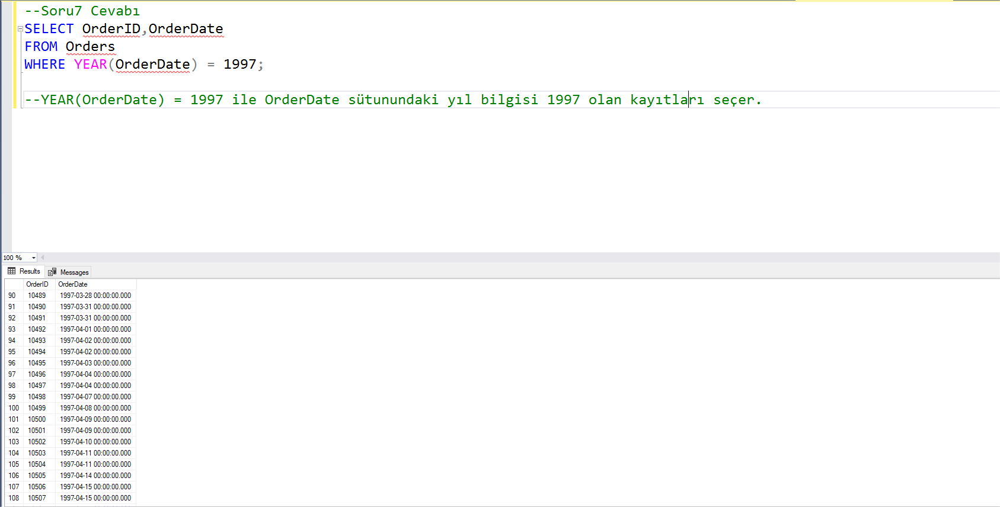 --Soru7 Cevabı
SELECT OrderID,OrderDate
FROM Orders
WHERE YEAR(OrderDate) = 1997;
--YEAR(OrderDate) = 1997 ile OrderDate sütunundaki yıl bilgisi 1997 olan kayıtları seçer.
100 %
Results Messages
OrderID OrderDate
90 10489 1997-03-28 00:00:00.000
91 10490 1997-03-31 00:00:00.000
92 10491 1997-03-31 00:00:00.000
93 10492 1997-04-01 00:00:00.000
94 10493 1997-04-02 00:00:00.000
95 10494 1997-04-02 00:00:00.000
96 10495 1997-04-03 00:00:00.000
97 10496 1997-04-04 00:00:00.000
98 10497 1997-04-04 00:00:00.000
99 10498 1997-04-07 00:00:00.000
100 10499 1997-04-08 00:00:00.000
101 10500 1997-04-09 00:00:00.000
102 10501 1997-04-09 00:00:00.000
103 10502 1997-04-10 00:00:00.000
104 10503 1997-04-11 00:00:00.000
105 10504 1997-04-11 00:00:00.000
106 10505 1997-04-14 00:00:00.000
107 10506 1997-04-15 00:00:00.000
108 10507 1997-04-15 00:00:00.000